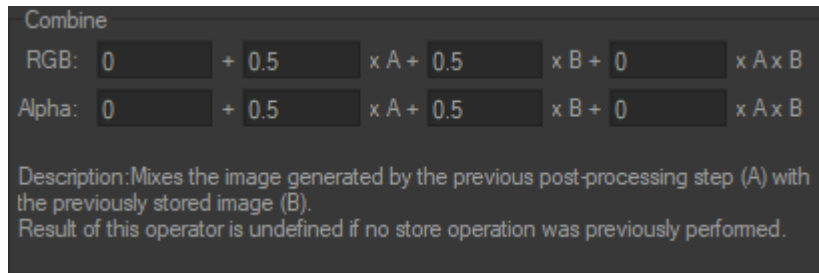 Combine
RGB: 0 + 0.5 x A + 0.5 x B + 0 x A x B
Alpha: 0 + 0.5 x A + 0.5 x B + 0 x A x B
Description:Mixes the image generated by the previous post-processing step (A) with
the previously stored image (B).
Result of this operator is undefined if no store operation was previously performed.